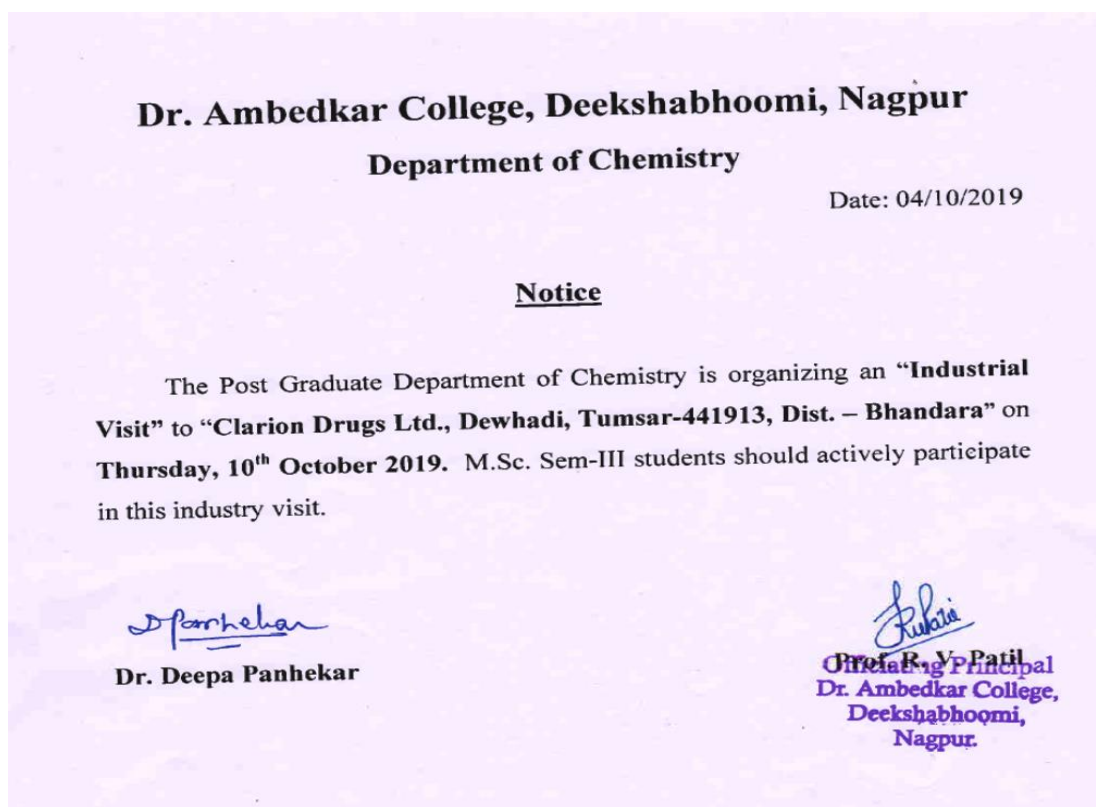 Dr. Ambedkar College, Deekshabhoomi, Nagpur
Department of Chemistry
Date: 04/10/2019
Notice
The Post Graduate Department of Chemistry is organizing an “Industrial
Visit” to “Clarion Drugs Ltd., Dewhadi, Tumsar-441913, Dist. – Bhandara” on
Thursday, 10th October 2019. M.Sc. Sem-III students should actively participate
in this industry visit.
DPanhekar
Dr. Deepa Panhekar
Prof. R. V. Patil
Officiating Principal
Dr. Ambedkar College,
Deekshabhoomi,
Nagpur.